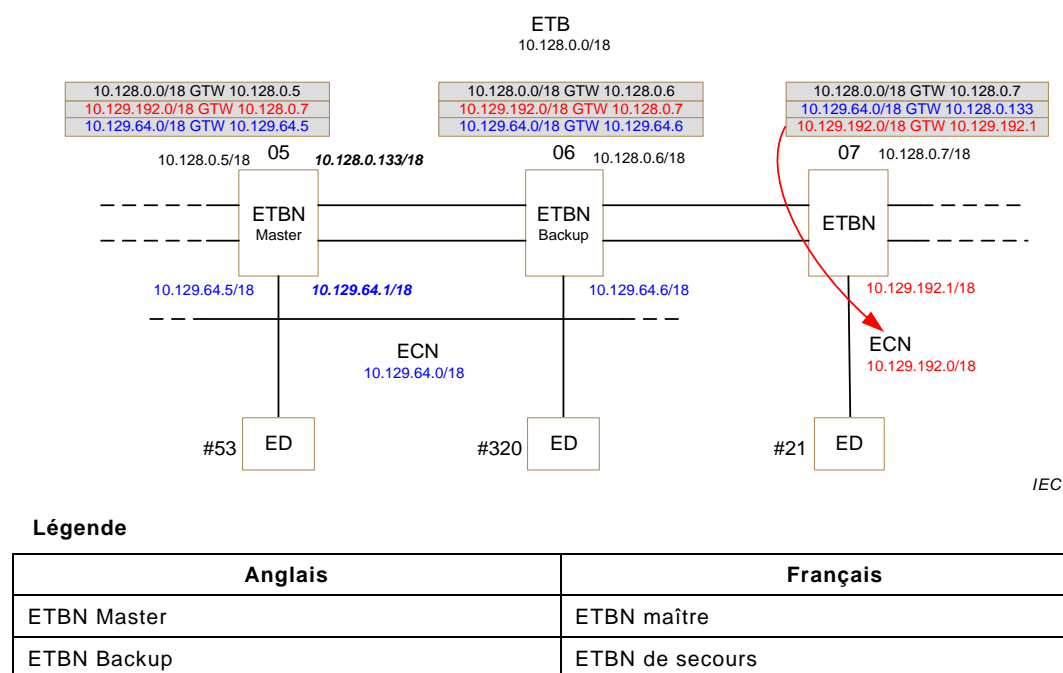 ETB
10.128.0.0/18
10.128.0.0/18 GTW 10.128.0.5
10.129.192.0/18 GTW 10.128.0.7
10.129.64.0/18 GTW 10.129.64.5
10.128.0.0/18 GTW 10.128.0.6
10.129.192.0/18 GTW 10.128.0.7
10.129.64.0/18 GTW 10.129.64.6
10.128.0.0/18 GTW 10.128.0.7
10.129.64.0/18 GTW 10.128.0.133
10.129.192.0/18 GTW 10.129.192.1
10.128.0.5/18
05
10.128.0.133/18
06
10.128.0.6/18
07
10.128.0.7/18
ETBN
Master
ETBN
Backup
ETBN
10.129.64.5/18
10.129.64.1/18
10.129.64.6/18
10.129.192.1/18
ECN
10.129.64.0/18
ECN
10.129.192.0/18
#53
ED
#320
ED
#21
ED
IEC
Légende
Anglais
Français
ETBN Master
ETBN maître
ETBN Backup
ETBN de secours